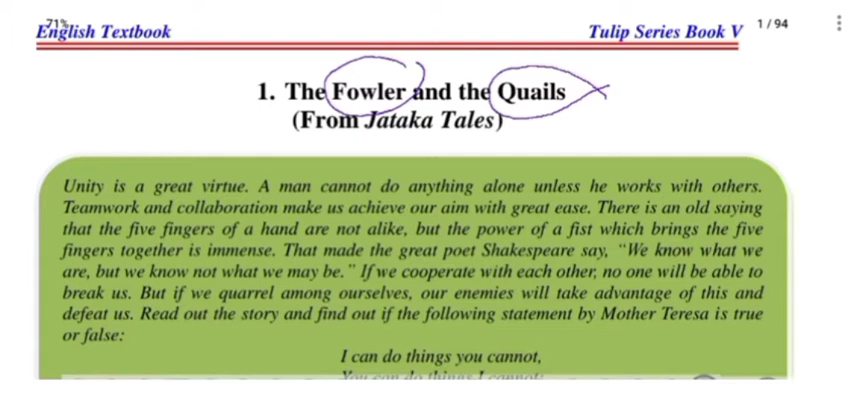 71%
English Textbook
Tulip Series Book V
1 / 94
1. The Fowler and the Quails
(From Jataka Tales)
Unity is a great virtue. A man cannot do anything alone unless he works with others.
Teamwork and collaboration make us achieve our aim with great ease. There is an old saying
that the five fingers of a hand are not alike, but the power of a fist which brings the five
fingers together is immense. That made the great poet Shakespeare say, “We know what we
are, but we know not what we may be.” If we cooperate with each other, no one will be able to
break us. But if we quarrel among ourselves, our enemies will take advantage of this and
defeat us. Read out the story and find out if the following statement by Mother Teresa is true
or false:
I can do things you cannot,
You can do things I cannot;